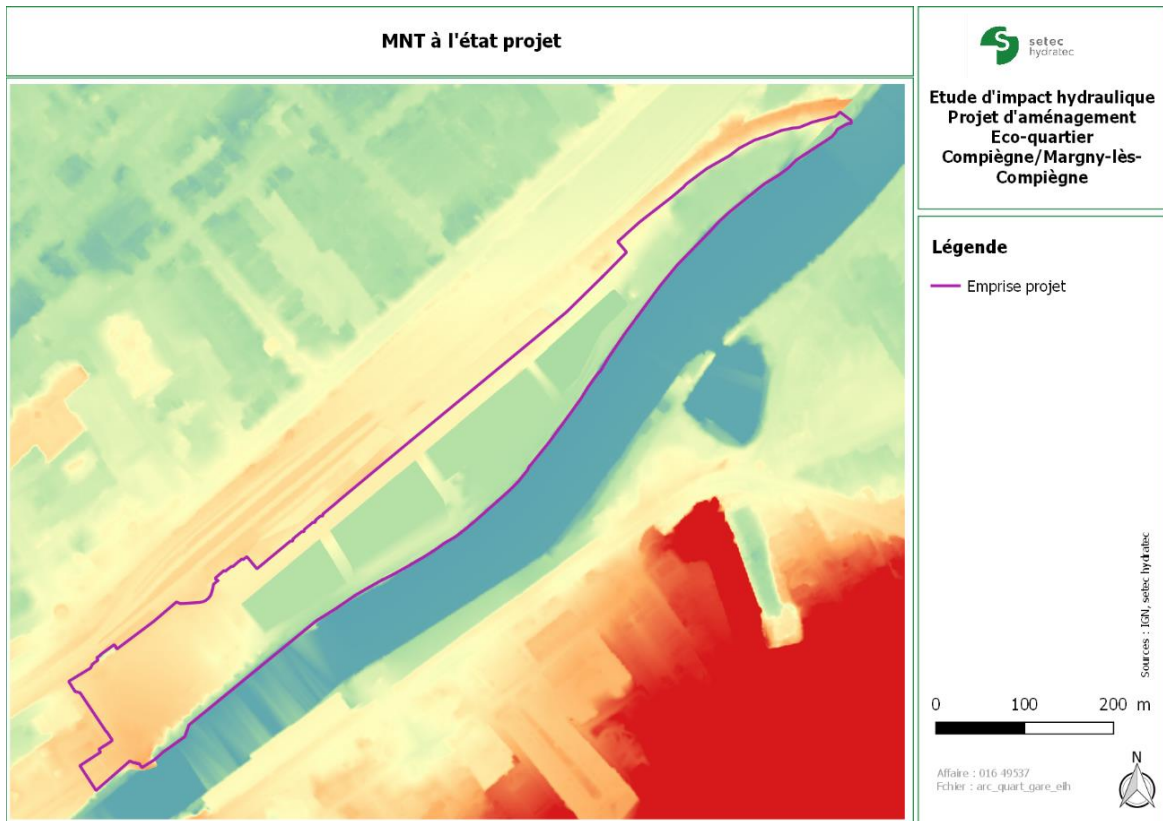 MNT à l'état projet
setec
hydratec
Etude d'impact hydraulique
Projet d'aménagement
Eco-quartier
Compiègne/Margny-lès-
Compiègne
Légende
Emprise projet
Sources : IGN, setec hydratec
0 100 200 m
Affaire : 016 49537
Fchier : arc_quart_gare_eih
N